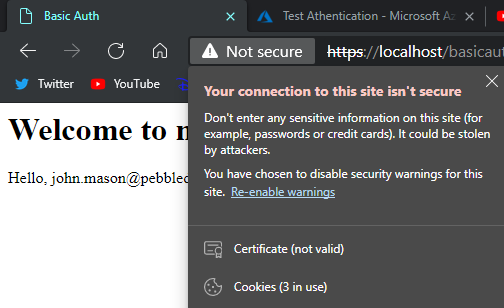 Basic Auth
Test Athentication - Microsoft Az
Not secure
https://localhost/basicau
Twitter
YouTube
Your connection to this site isn't secure
Don't enter any sensitive information on this site (for
example, passwords or credit cards). It could be stolen
by attackers.
You have chosen to disable security warnings for this
site. Re-enable warnings
Certificate (not valid)
Cookies (3 in use)
Welcome to
Hello, john.mason@pebble